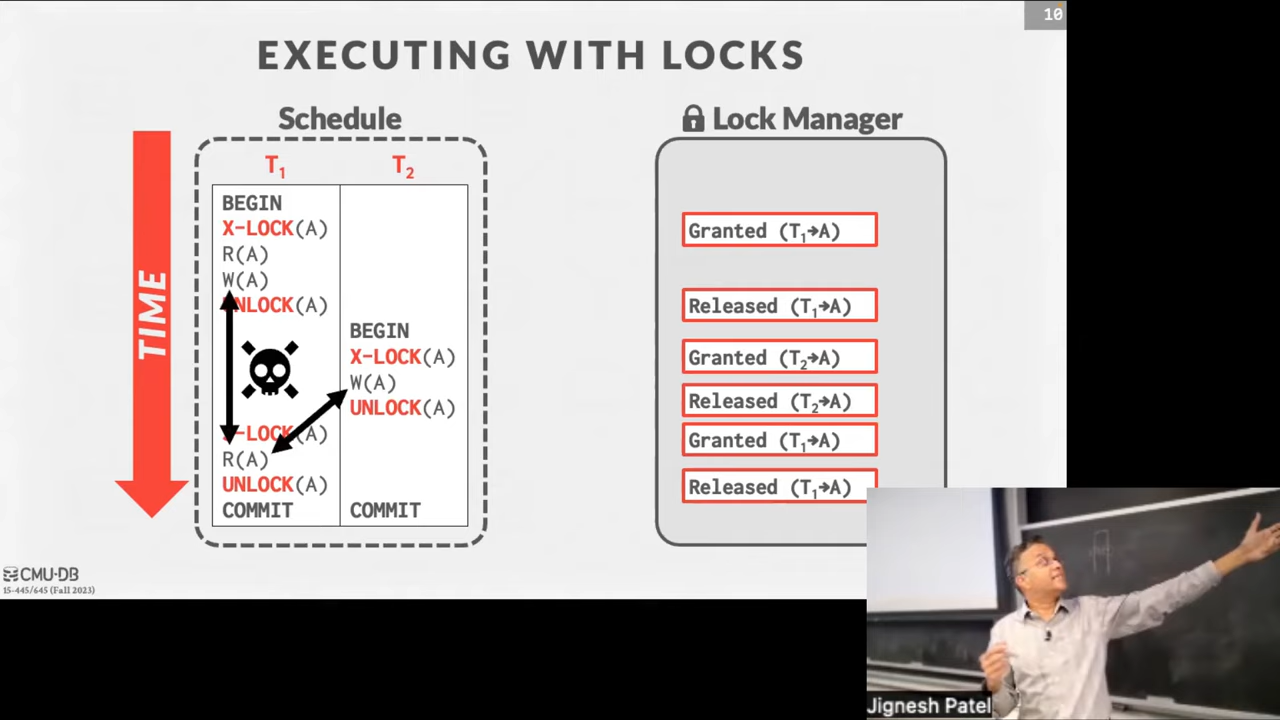 10
EXECUTING WITH LOCKS
Schedule
T1 T2
TIME
BEGIN
X-LOCK(A)
R(A)
W(A)
UNLOCK(A)
BEGIN
X-LOCK(A)
W(A)
UNLOCK(A)
-LOCK(A)
R(A)
UNLOCK(A)
COMMIT COMMIT
Lock Manager
Granted (T1→A)
Released (T1→A)
Granted (T2→A)
Released (T2→A)
Granted (T1→A)
Released (T1→A)
CMU·DB
15-445/645 (Fall 2023)
Jignesh Patel